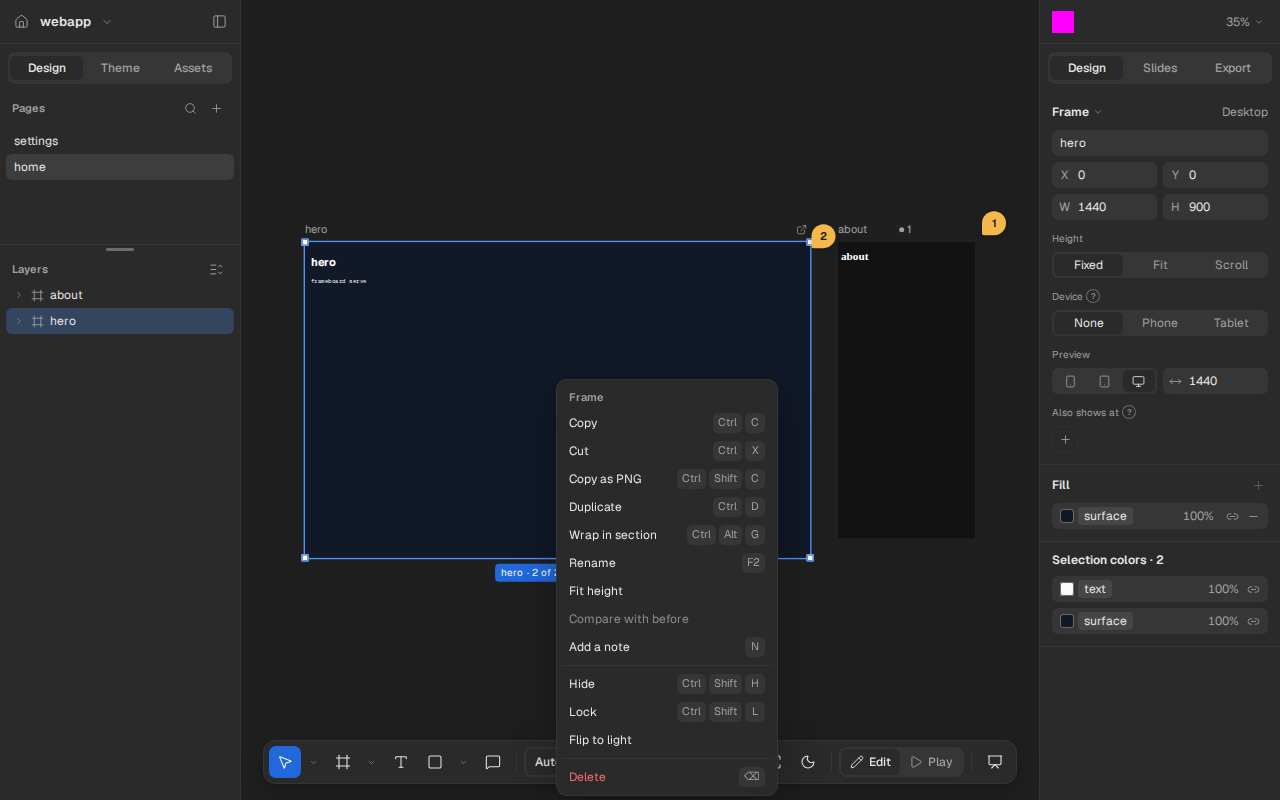 webapp
35%
Design Theme Assets
Design Slides Export
Pages
Frame Desktop
settings
hero
home
X 0 Y 0
W 1440 H 900
hero
2
about
1
1
Height
hero
about
Fixed Fit Scroll
Layers
frameboard serve
about
Device ?
hero
None Phone Tablet
Preview
1440
Also shows at ?
Frame
Copy Ctrl C
Cut Ctrl X
Copy as PNG Ctrl Shift C
Duplicate Ctrl D
Wrap in section Ctrl Alt G
Rename F2
Fit height
Compare with before
Add a note N
Hide Ctrl Shift H
Lock Ctrl Shift L
Flip to light
Delete
Fill
surface 100%
Selection colors · 2
text 100%
surface 100%
hero · 2 of
Edit Play